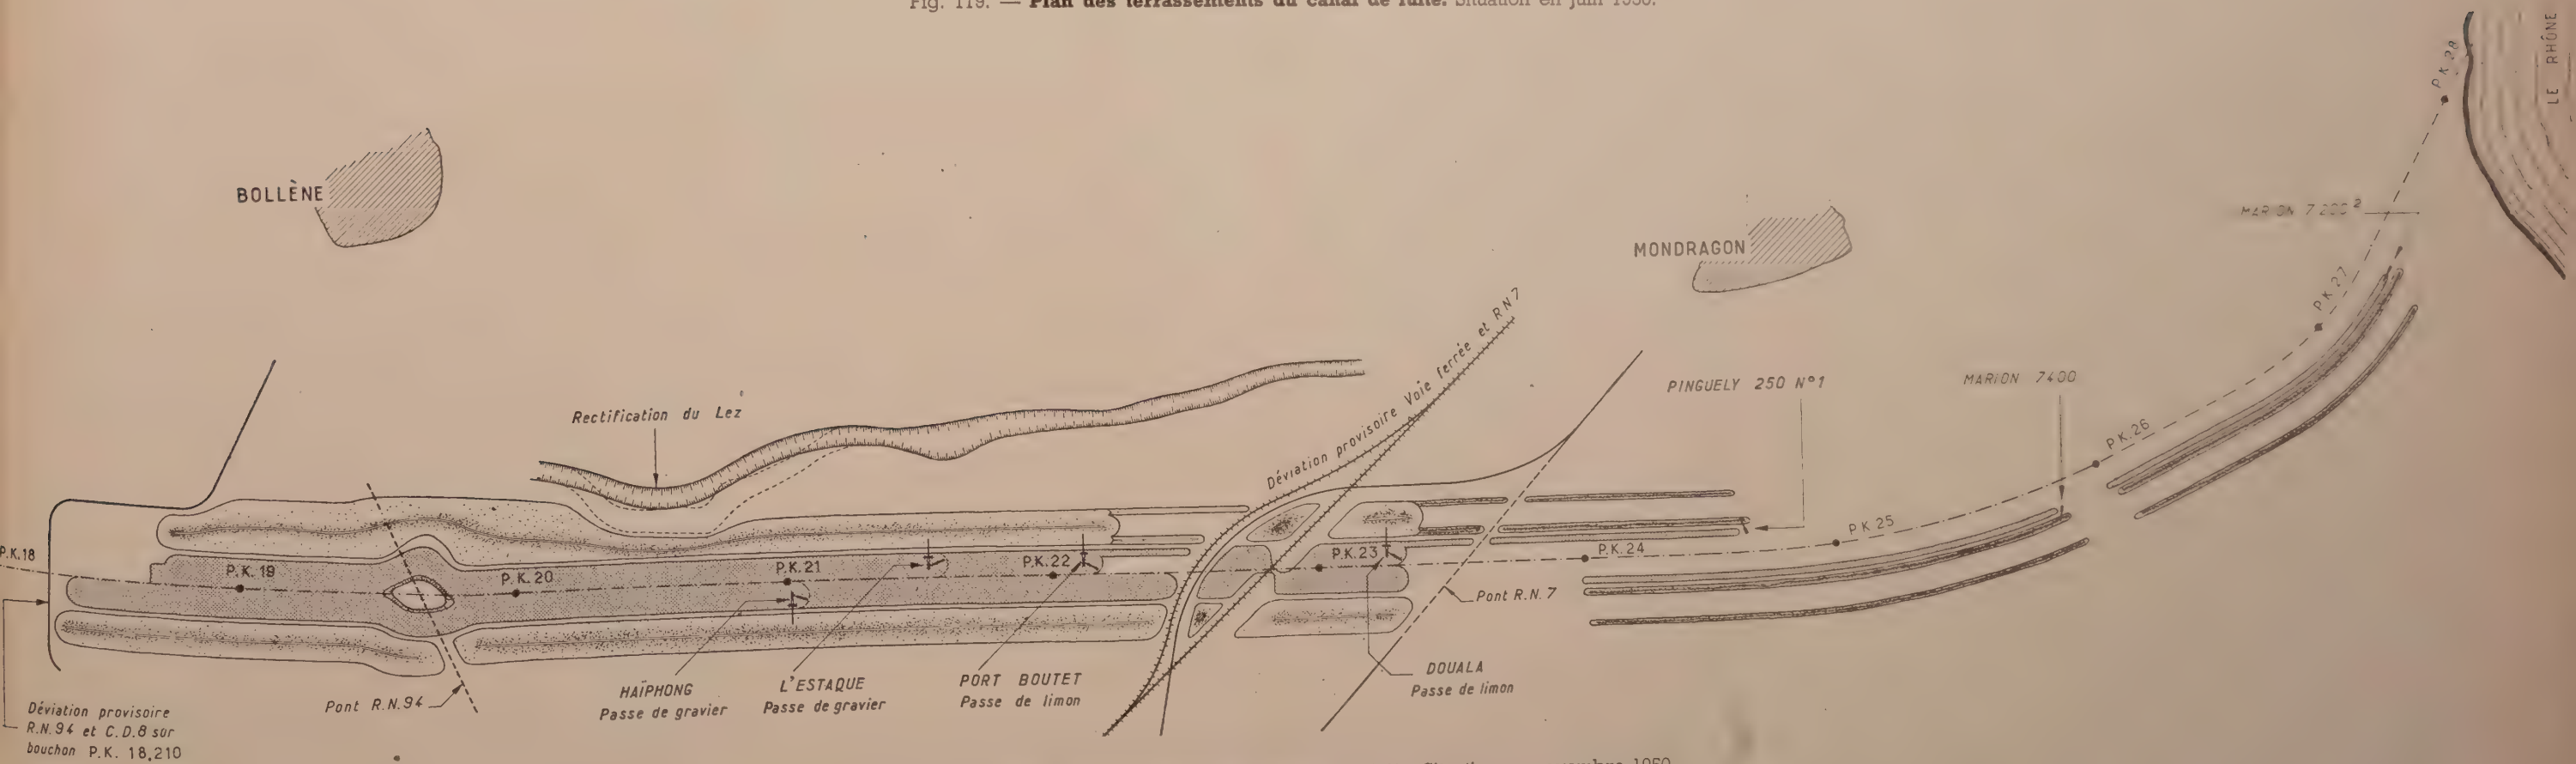 Fig. 119. — Plan des terrassements du canal de fuite. Situation en juin 1950.
LE RHÔNE
P.K. 28
BOLLÈNE
MARION 7200²
MONDRAGON
P.K. 27
Déviation provisoire Voie ferrée et RN7
PINGUELY 250 N°1
MARION 7400
Rectification du Lez
P.K. 26
P.K. 25
P.K. 24
P.K. 23
P.K. 22
P.K. 21
P.K. 20
P.K. 19
P.K. 18
Pont R.N. 7
DOUALA
Passe de limon
PORT BOUTET
Passe de limon
L'ESTAQUE
Passe de gravier
HAÏPHONG
Passe de gravier
Pont R.N.94
Déviation provisoire
R.N.94 et C.D.8 sur
bouchon P.K. 18,210
1950